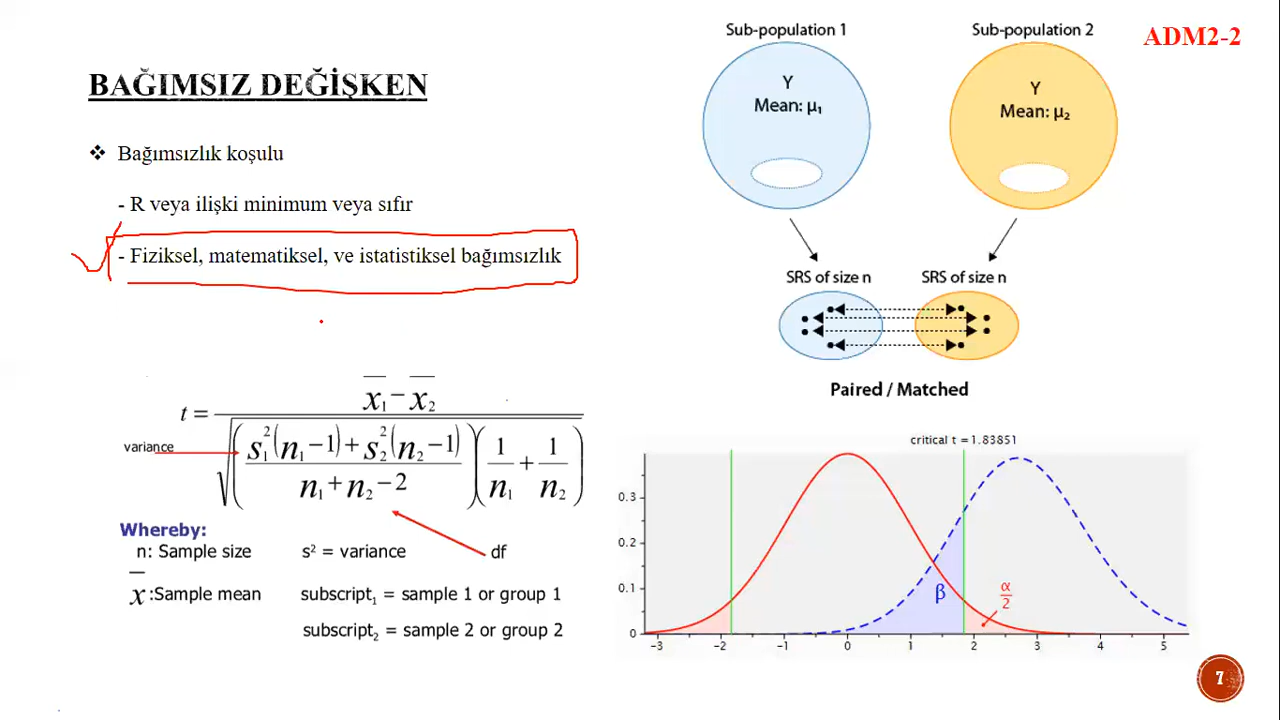 ADM2-2
BAĞIMSIZ DEĞİŞKEN
❖ Bağımsızlık koşulu
- R veya ilişki minimum veya sıfır
- Fiziksel, matematiksel, ve istatistiksel bağımsızlık
Sub-population 1
Sub-population 2
Y
Mean: μ₁
Y
Mean: μ₂
SRS of size n
SRS of size n
Paired / Matched
t = (x̄₁ − x̄₂) / √(((s₁²(n₁−1) + s₂²(n₂−1)) / (n₁+n₂−2)) (1/n₁ + 1/n₂))
variance
df
Whereby:
n: Sample size
s² = variance
x̄ :Sample mean
subscript₁ = sample 1 or group 1
subscript₂ = sample 2 or group 2
critical t = 1.83851
0.3
0.2
0.1
0
β
α/2
−3 −2 −1 0 1 2 3 4 5
7